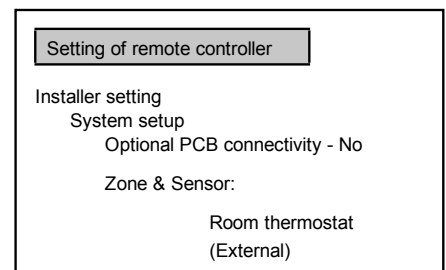 Setting of remote controller
Installer setting
System setup
Optional PCB connectivity - No
Zone & Sensor:
Room thermostat
(External)